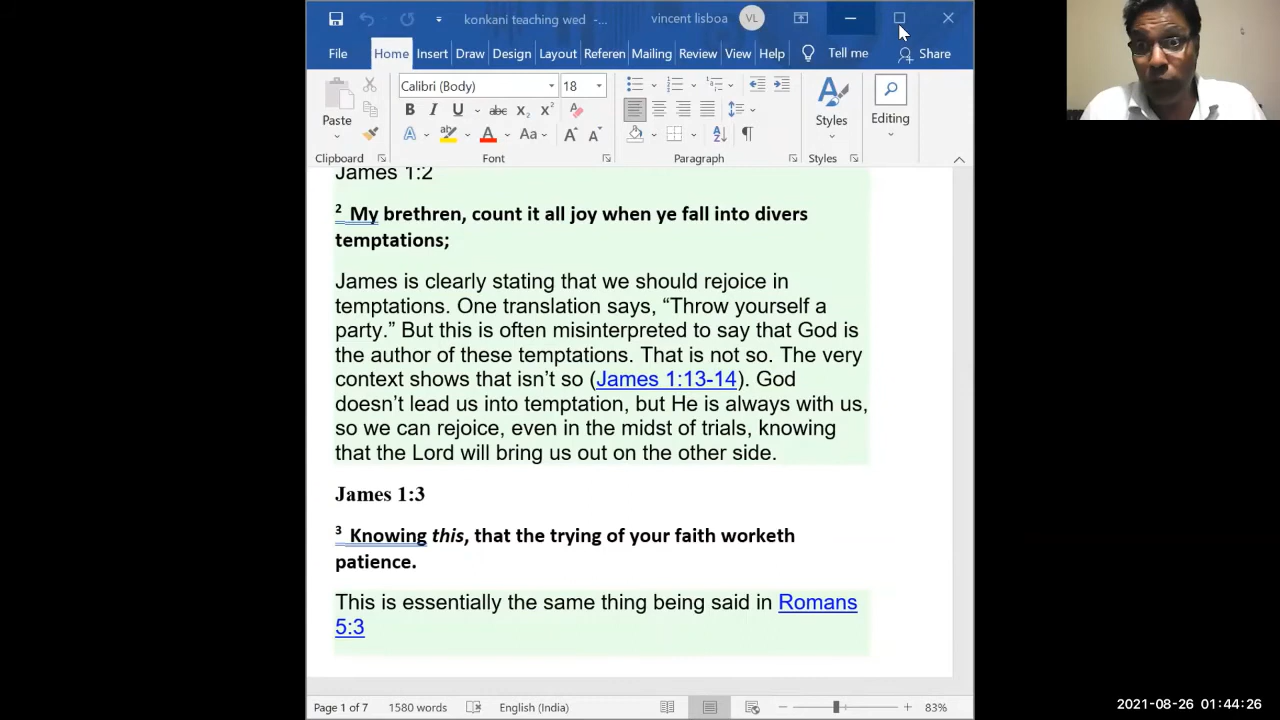 konkani teaching wed -...
vincent lisboa
VL
File
Home
Insert
Draw
Design
Layout
Referen
Mailing
Review
View
Help
Tell me
Share
Paste
Calibri (Body)
18
Editing
Styles
B I U abc x₂ x²
A A Aa A A
Clipboard
Font
Paragraph
Styles
James 1:2
2 My brethren, count it all joy when ye fall into divers
temptations;
James is clearly stating that we should rejoice in
temptations. One translation says, “Throw yourself a
party.” But this is often misinterpreted to say that God is
the author of these temptations. That is not so. The very
context shows that isn’t so (James 1:13-14). God
doesn’t lead us into temptation, but He is always with us,
so we can rejoice, even in the midst of trials, knowing
that the Lord will bring us out on the other side.
James 1:3
3 Knowing this, that the trying of your faith worketh
patience.
This is essentially the same thing being said in Romans
5:3
Page 1 of 7
1580 words
English (India)
83%
2021-08-26 01:44:26